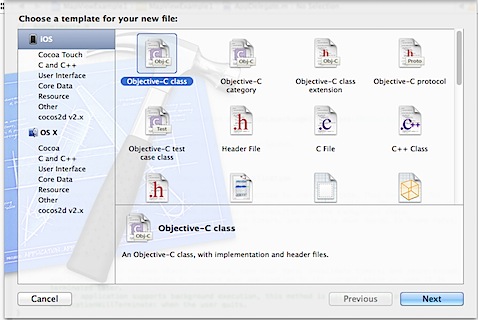 Choose a template for your new file:
iOS
Cocoa Touch
C and C++
User Interface
Core Data
Resource
Other
cocos2d v2.x
OS X
Cocoa
C and C++
User Interface
Core Data
Resource
Other
cocos2d v2.x
Obj-C
Obj-C
Obj-C
Proto
Objective-C class
Objective-C
category
Objective-C class
extension
Objective-C protocol
Test
.h
.c
C++
Objective-C test
case class
Header File
C File
C++ Class
.h
Obj-C
Objective-C class
An Objective-C class, with implementation and header files.
Cancel
Previous
Next